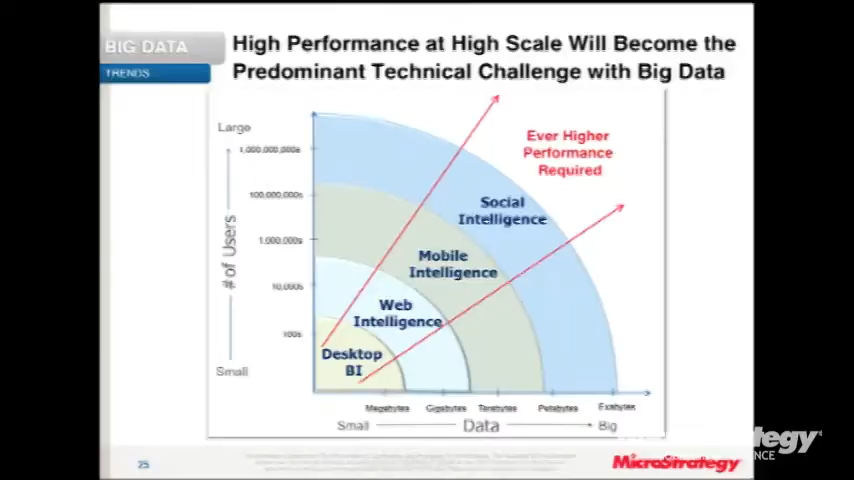 BIG DATA
TRENDS
High Performance at High Scale Will Become the
Predominant Technical Challenge with Big Data
Large
1,000,000,000s
100,000,000s
1,000,000s
10,000s
100s
Small
# of Users
Ever Higher
Performance
Required
Social
Intelligence
Mobile
Intelligence
Web
Intelligence
Desktop
BI
Megabytes
Gigabytes
Terabytes
Petabytes
Exabytes
Small
Data
Big
25
MicroStrategy